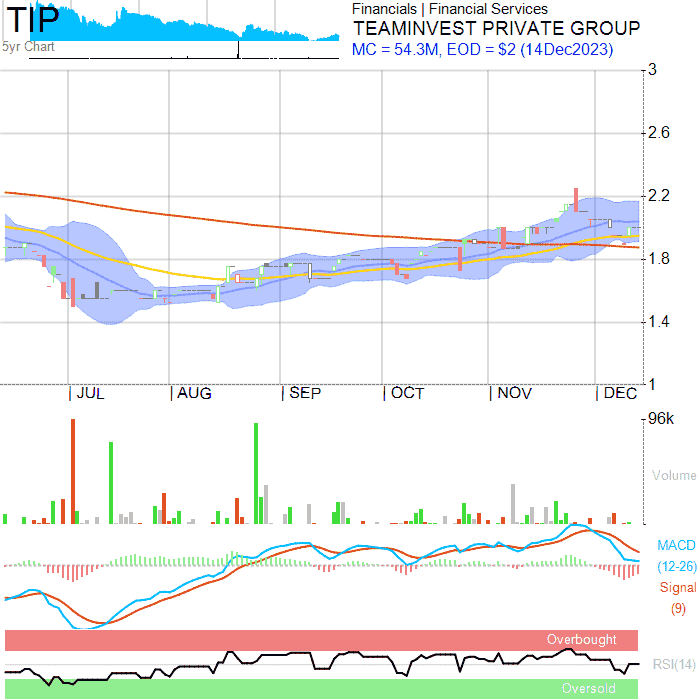 TIP
5yr Chart
Financials | Financial Services
TEAMINVEST PRIVATE GROUP
MC = 54.3M, EOD = $2 (14Dec2023)
3
2.6
2.2
1.8
1.4
1
JUL AUG SEP OCT NOV DEC
96k
Volume
MACD
(12-26)
Signal
(9)
Overbought
RSI(14)
Oversold